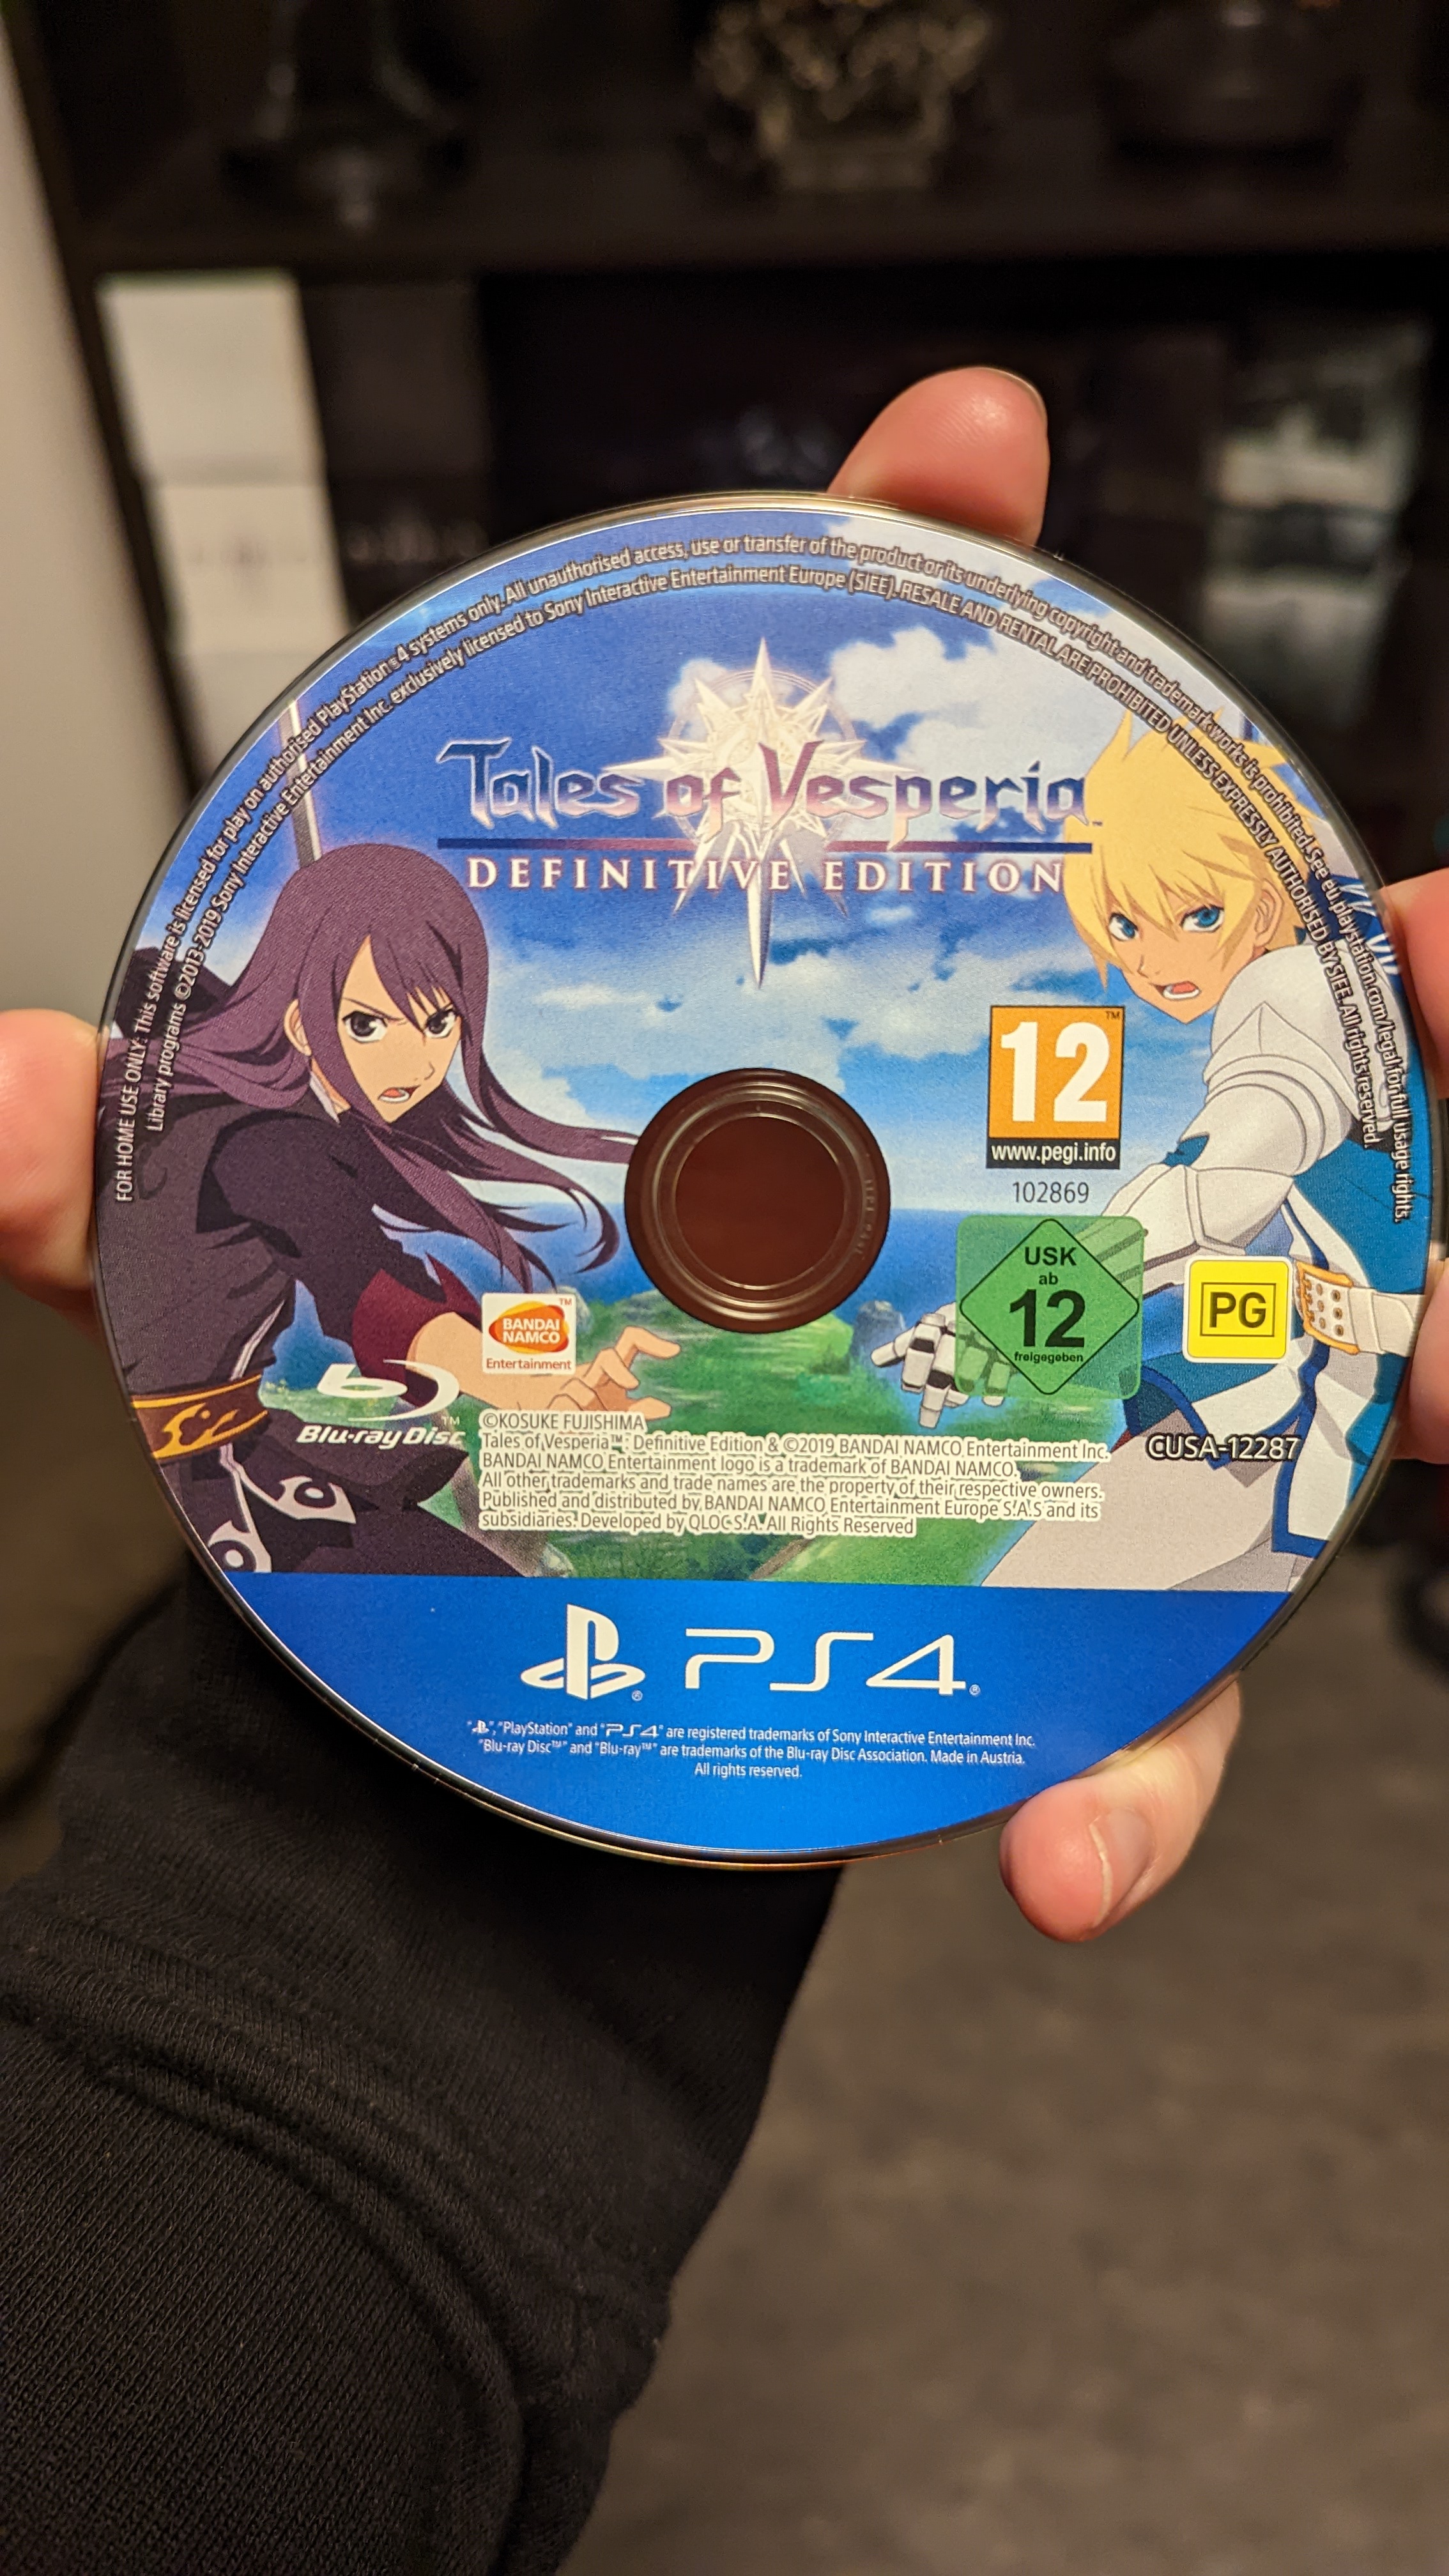 FOR HOME USE ONLY: This software is licensed for play on authorised PlayStation®4 systems only. All unauthorised access, use or transfer of the product or its underlying copyright and trademark works is prohibited. See eu.playstation.com/legal for full usage rights.
Library programs ©2013-2019 Sony Interactive Entertainment Inc. exclusively licensed to Sony Interactive Entertainment Europe (SIEE). RESALE AND RENTAL ARE PROHIBITED UNLESS EXPRESSLY AUTHORISED BY SIEE. All rights reserved.
Tales of Vesperia™
DEFINITIVE EDITION
12™
www.pegi.info
102869
USK
ab
12
freigegeben
PG
BANDAI
NAMCO™
Entertainment
Blu-ray Disc™
©KOSUKE FUJISHIMA
Tales of Vesperia™: Definitive Edition & ©2019 BANDAI NAMCO Entertainment Inc.
BANDAI NAMCO Entertainment logo is a trademark of BANDAI NAMCO.
All other trademarks and trade names are the property of their respective owners.
Published and distributed by BANDAI NAMCO Entertainment Europe S.A.S and its
subsidiaries. Developed by QLOC S.A. All Rights Reserved
CUSA-12287
PS4®
"PlayStation" and "PS4" are registered trademarks of Sony Interactive Entertainment Inc.
"Blu-ray Disc™" and "Blu-ray™" are trademarks of the Blu-ray Disc Association. Made in Austria.
All rights reserved.